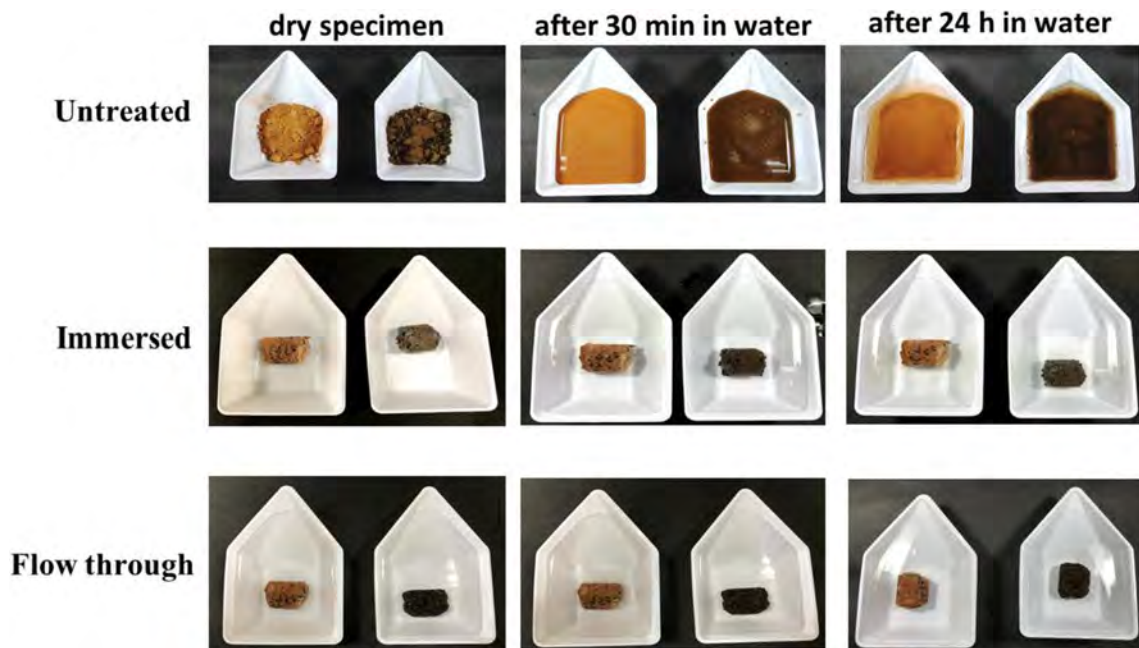 dry specimen
after 30 min in water
after 24 h in water
Untreated
Immersed
Flow through